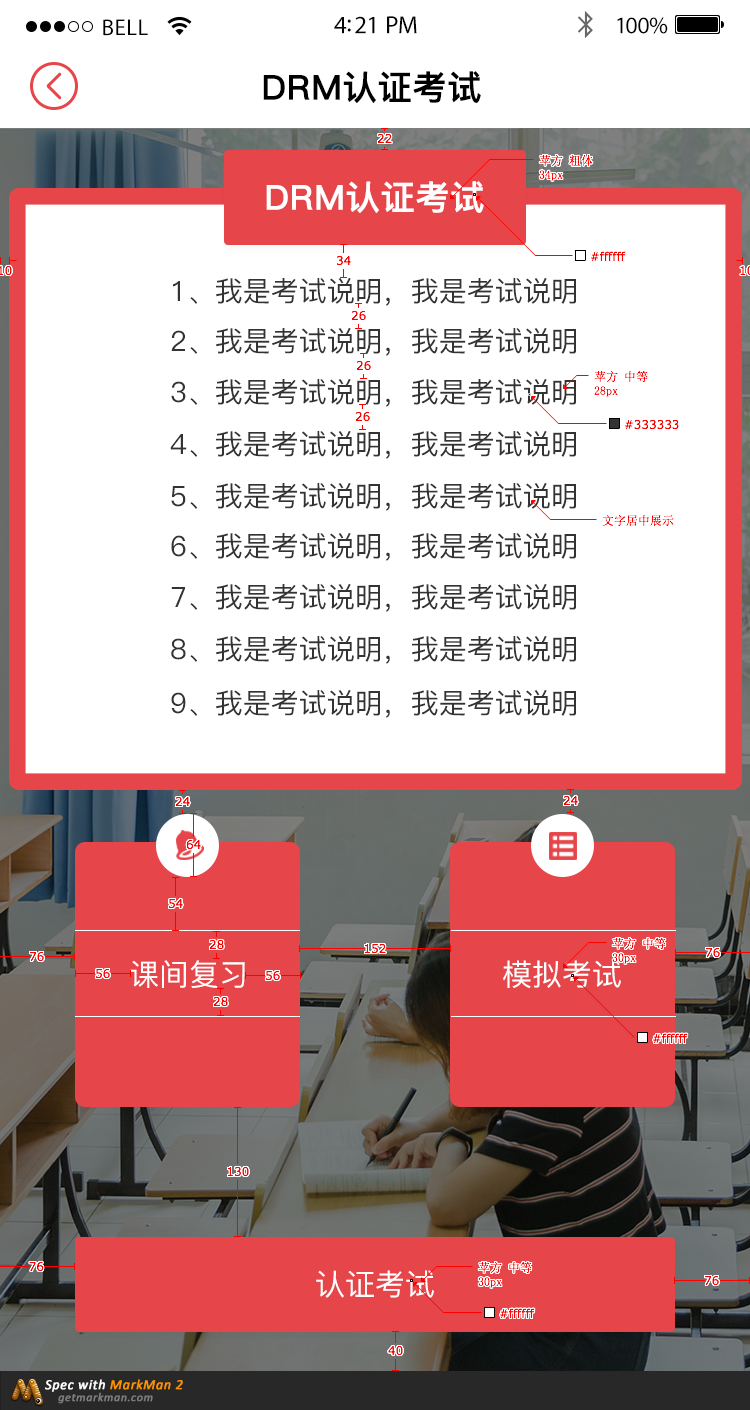 BELL 4:21 PM 100%
DRM认证考试
22
苹方 粗体
34px
DRM认证考试
#ffffff
34
10
10
1、我是考试说明，我是考试说明
26
2、我是考试说明，我是考试说明
26
苹方 中等
28px
3、我是考试说明，我是考试说明
26
#333333
4、我是考试说明，我是考试说明
5、我是考试说明，我是考试说明
文字居中展示
6、我是考试说明，我是考试说明
7、我是考试说明，我是考试说明
8、我是考试说明，我是考试说明
9、我是考试说明，我是考试说明
24
24
64
54
28
152
苹方 中等
30px
76
76
56
课间复习
56
模拟考试
28
#ffffff
130
76
认证考试
苹方 中等
30px
76
#ffffff
40
Spec with MarkMan 2
getmarkman.com